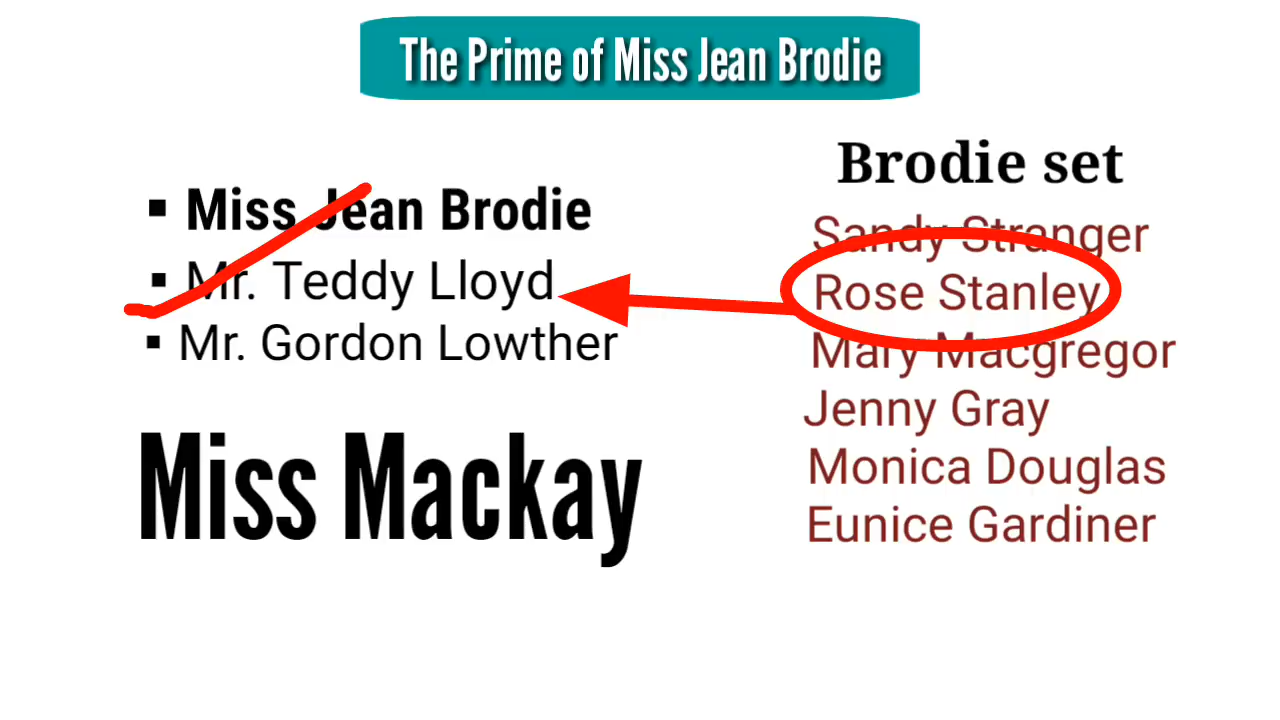 The Prime of Miss Jean Brodie
▪ Miss Jean Brodie
▪ Mr. Teddy Lloyd
▪ Mr. Gordon Lowther
Miss Mackay
Brodie set
Sandy Stranger
Rose Stanley
Mary Macgregor
Jenny Gray
Monica Douglas
Eunice Gardiner